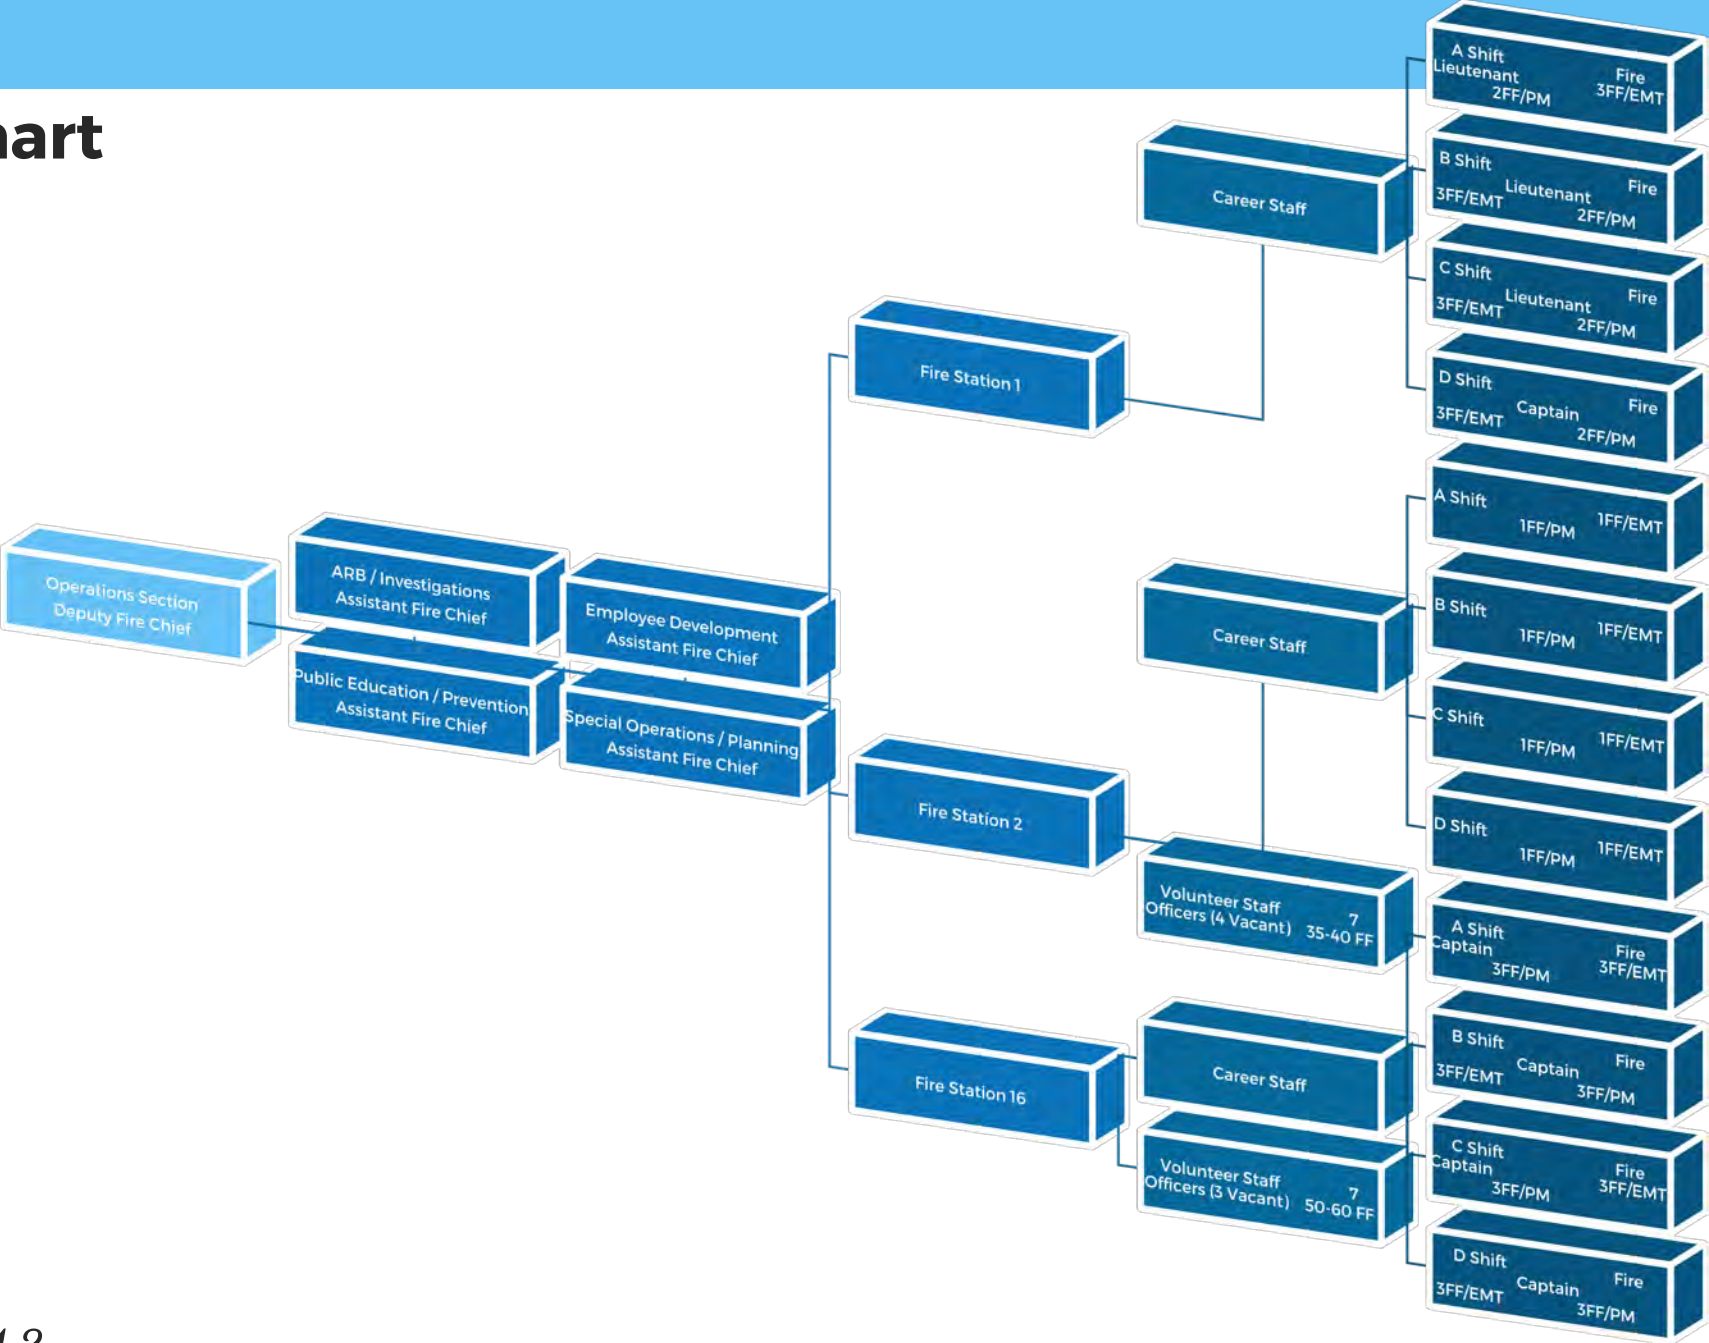 art
Operations Section
Deputy Fire Chief
ARB / Investigations
Assistant Fire Chief
Public Education / Prevention
Assistant Fire Chief
Employee Development
Assistant Fire Chief
Special Operations / Planning
Assistant Fire Chief
Fire Station 1
Career Staff
A Shift Fire
Lieutenant 3FF/EMT
2FF/PM
B Shift Fire
Lieutenant
3FF/EMT 2FF/PM
C Shift Fire
Lieutenant
3FF/EMT 2FF/PM
D Shift Fire
Captain
3FF/EMT 2FF/PM
Fire Station 2
Career Staff
A Shift 1FF/EMT
1FF/PM
B Shift 1FF/EMT
1FF/PM
C Shift 1FF/EMT
1FF/PM
D Shift 1FF/EMT
1FF/PM
Volunteer Staff 7
Officers (4 Vacant) 35-40 FF
Fire Station 16
Career Staff
A Shift Fire
Captain 3FF/EMT
3FF/PM
B Shift Fire
Captain
3FF/EMT 3FF/PM
C Shift Fire
Captain 3FF/EMT
3FF/PM
D Shift Fire
Captain
3FF/EMT 3FF/PM
Volunteer Staff 7
Officers (3 Vacant) 50-60 FF